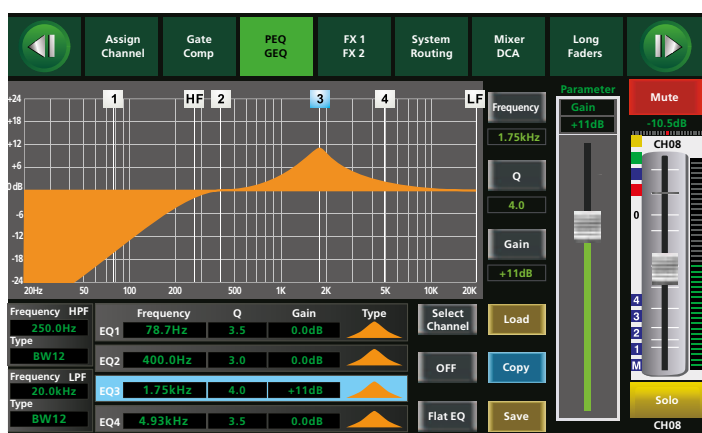 Assign Channel
Gate Comp
PEQ GEQ
FX 1 FX 2
System Routing
Mixer DCA
Long Faders
Parameter
Gain
+11dB
Mute
-10.5dB
CH08
1
HF
2
3
4
LF
+24
+18
+12
+6
0 dB
-6
-12
-18
-24
20Hz
50
100
200
500
1K
2K
5K
10K
20K
Frequency
1.75kHz
Q
4.0
Gain
+11dB
0
4
3
2
1
M
Frequency HPF
250.0Hz
Type
BW12
Frequency LPF
20.0kHz
Type
BW12
Frequency Q Gain Type
EQ1 78.7Hz 3.5 0.0dB
EQ2 400.0Hz 3.0 0.0dB
EQ3 1.75kHz 4.0 +11dB
EQ4 4.93kHz 3.5 0.0dB
Select Channel
OFF
Flat EQ
Load
Copy
Save
Solo
CH08